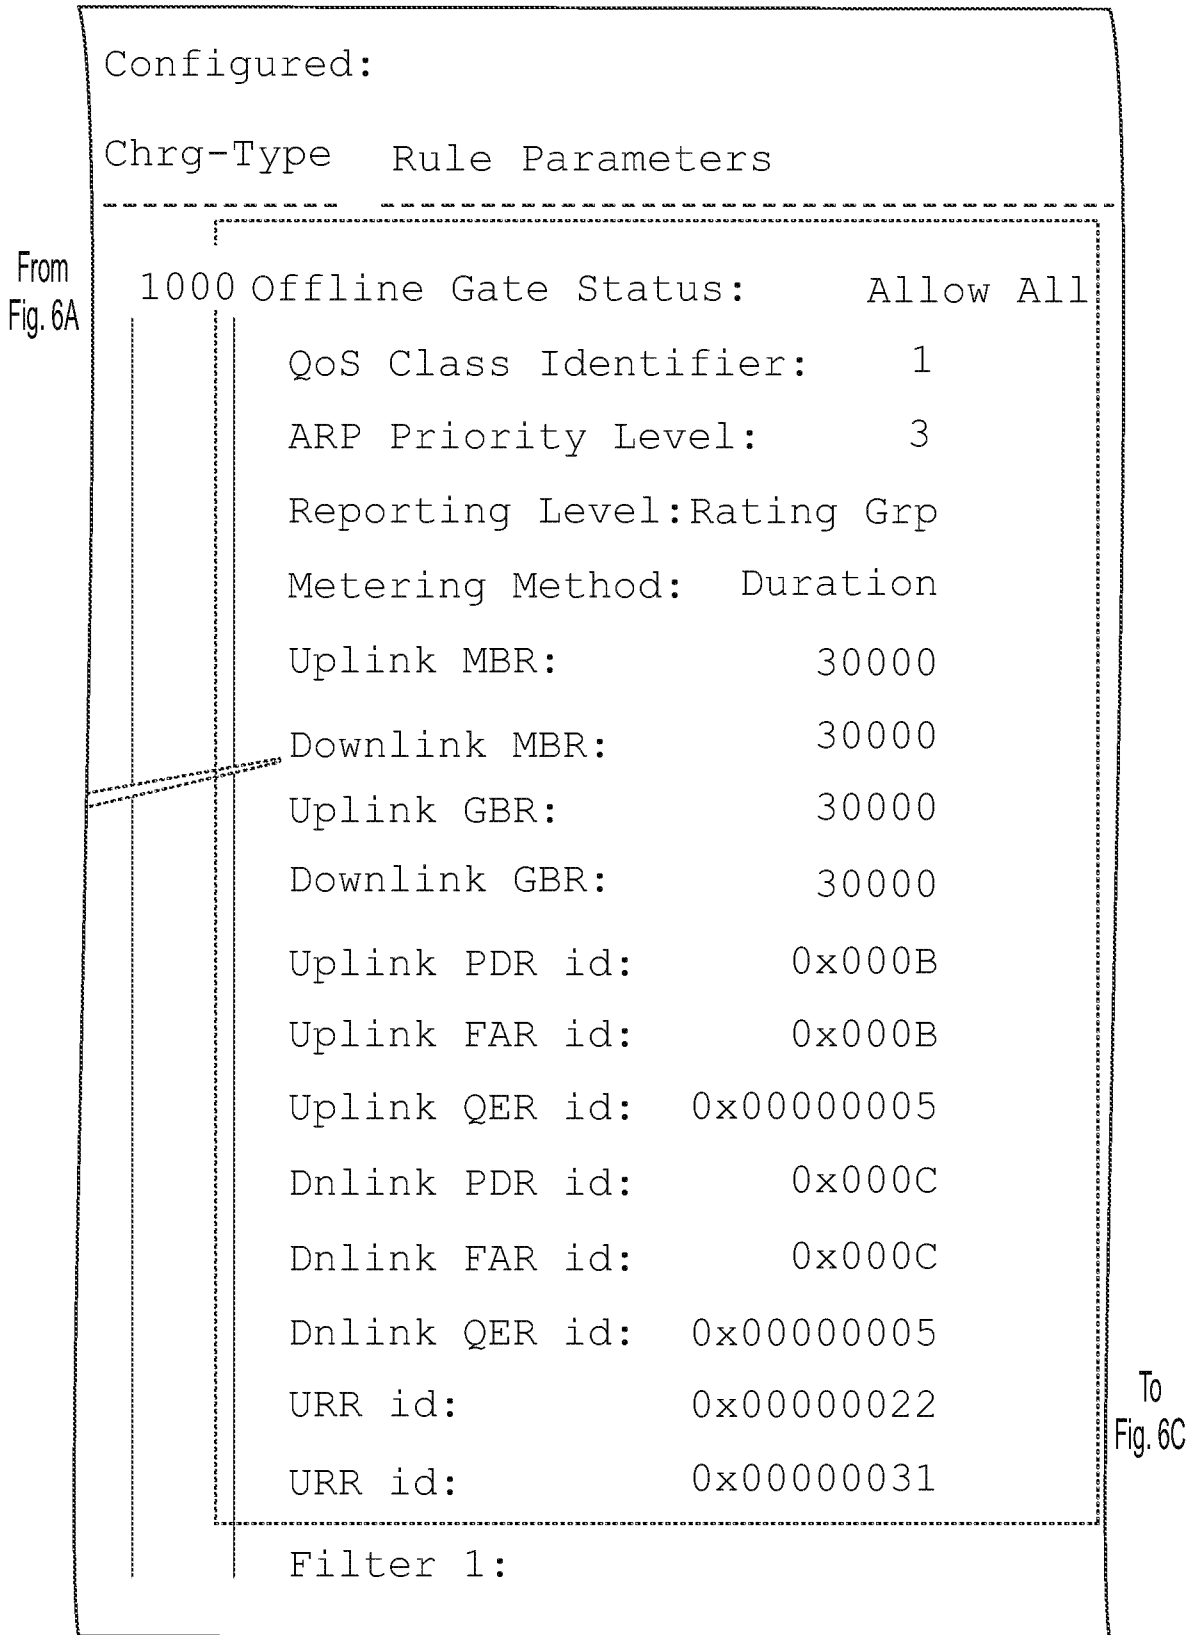 Configured:
Chrg-Type Rule Parameters
From
Fig. 6A
1000 Offline Gate Status: Allow All
QoS Class Identifier: 1
ARP Priority Level: 3
Reporting Level:Rating Grp
Metering Method: Duration
Uplink MBR: 30000
Downlink MBR: 30000
Uplink GBR: 30000
Downlink GBR: 30000
Uplink PDR id: 0x000B
Uplink FAR id: 0x000B
Uplink QER id: 0x00000005
Dnlink PDR id: 0x000C
Dnlink FAR id: 0x000C
Dnlink QER id: 0x00000005
URR id: 0x00000022
To
Fig. 6C
URR id: 0x00000031
Filter 1: